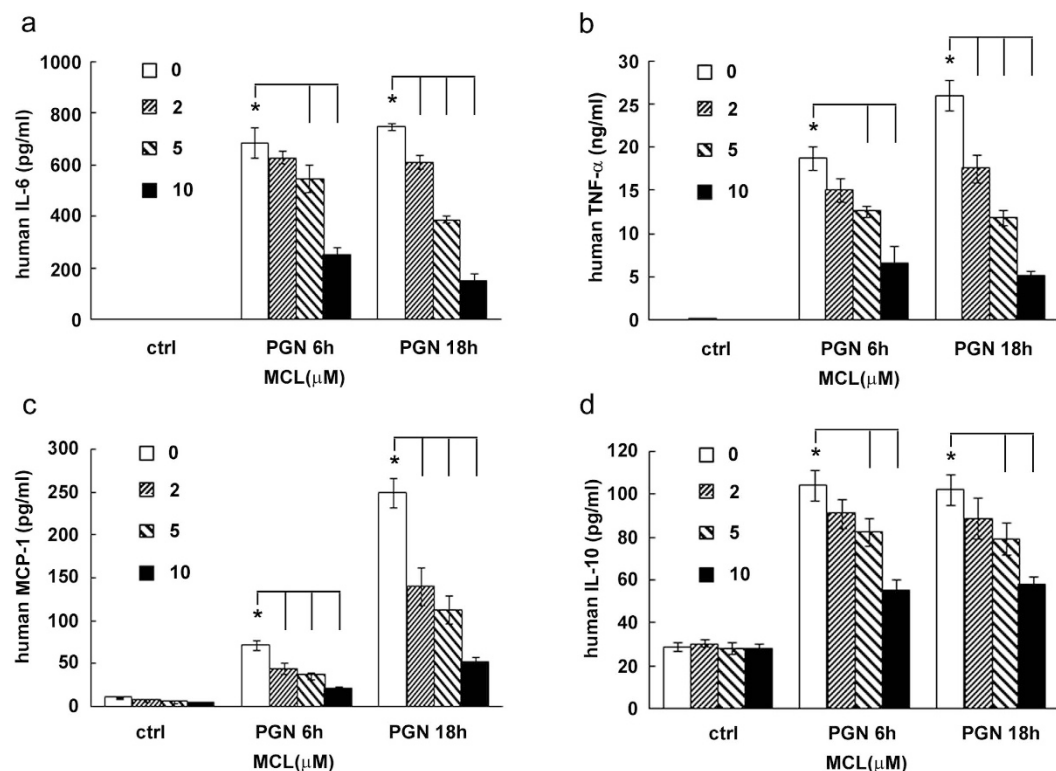 a
human IL-6 (pg/ml)
1000
800
600
400
200
0
0
2
5
10
*
*
ctrl
PGN 6h
PGN 18h
MCL(μM)
b
human TNF-α (ng/ml)
30
25
20
15
10
5
0
0
2
5
10
*
*
ctrl
PGN 6h
PGN 18h
MCL(μM)
c
human MCP-1 (pg/ml)
300
250
200
150
100
50
0
0
2
5
10
*
*
ctrl
PGN 6h
PGN 18h
MCL(μM)
d
human IL-10 (pg/ml)
120
100
80
60
40
20
0
0
2
5
10
*
*
ctrl
PGN 6h
PGN 18h
MCL(μM)